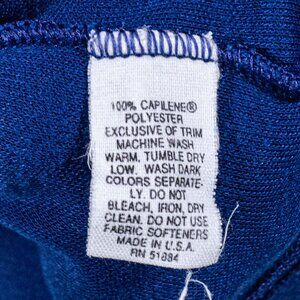 100% CAPILENE®
POLYESTER
EXCLUSIVE OF TRIM
MACHINE WASH
WARM, TUMBLE DRY
LOW. WASH DARK
COLORS SEPARATE-
LY. DO NOT
BLEACH, IRON, DRY
CLEAN. DO NOT USE
FABRIC SOFTENERS
MADE IN U.S.A.
RN 51884